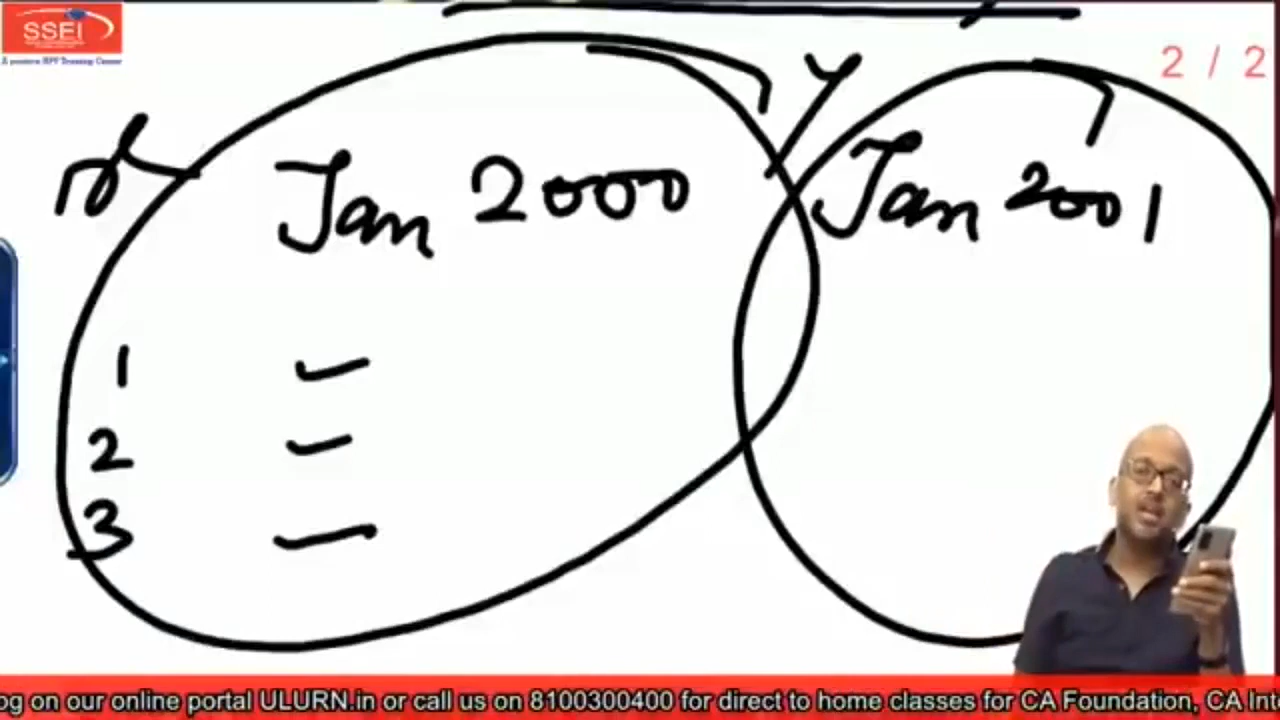 SSEI
2 / 2
Jan 2000
Jan 2001
1
2
3
og on our online portal ULURN.in or call us on 8100300400 for direct to home classes for CA Foundation, CA Int